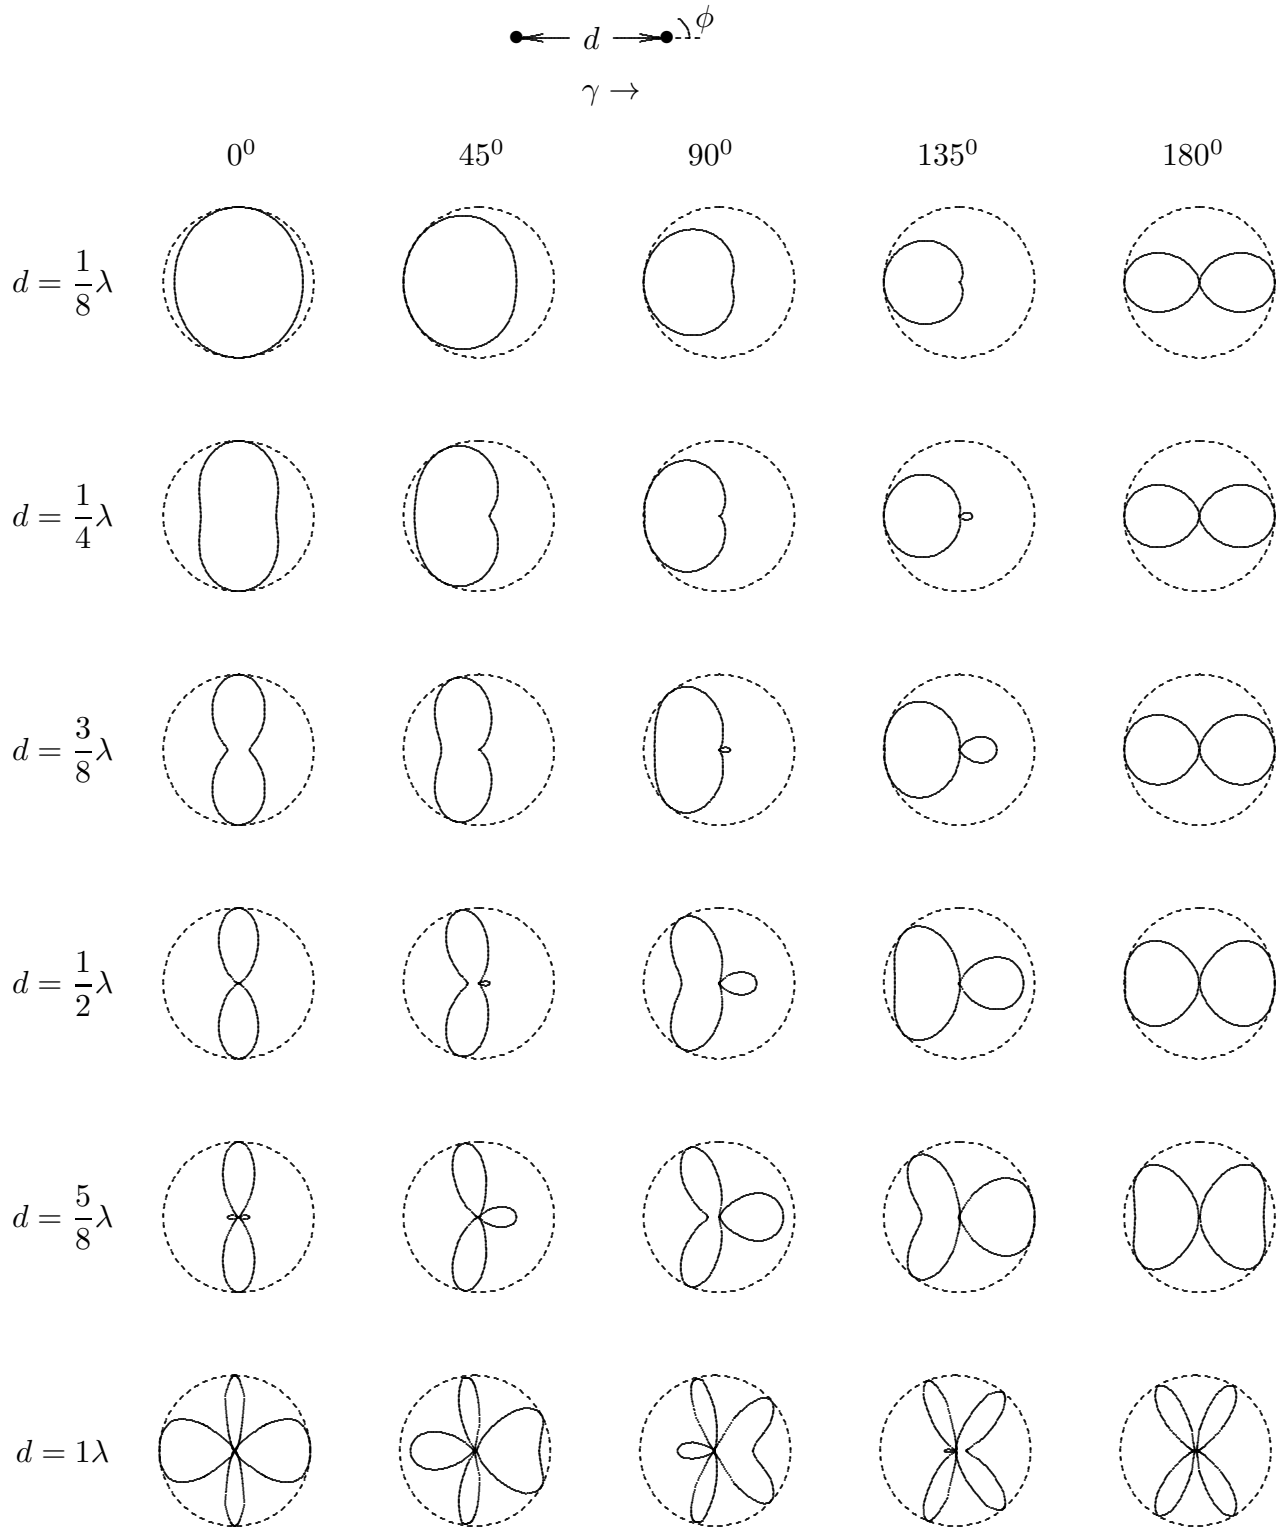 d ϕ
γ →
0⁰ 45⁰ 90⁰ 135⁰ 180⁰
d = 1/8 λ
d = 1/4 λ
d = 3/8 λ
d = 1/2 λ
d = 5/8 λ
d = 1λ